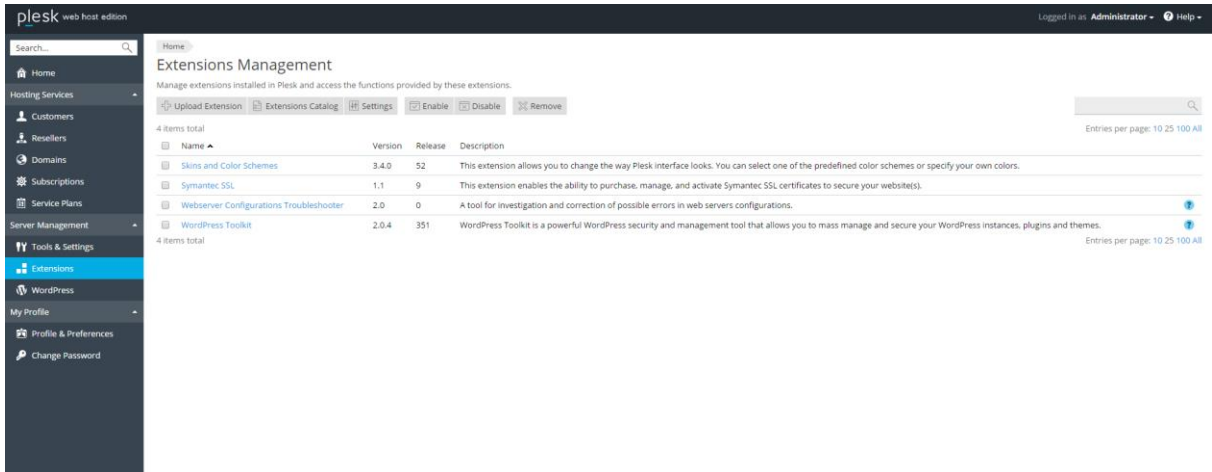 plesk web host edition
Logged in as Administrator Help
Search...
Home
Hosting Services
Customers
Resellers
Domains
Subscriptions
Service Plans
Server Management
Tools & Settings
Extensions
WordPress
My Profile
Profile & Preferences
Change Password
Home
Extensions Management
Manage extensions installed in Plesk and access the functions provided by these extensions.
Upload Extension Extensions Catalog Settings Enable Disable Remove
4 items total Entries per page: 10 25 100 All
Name Version Release Description
Skins and Color Schemes 3.4.0 52 This extension allows you to change the way Plesk interface looks. You can select one of the predefined color schemes or specify your own colors.
Symantec SSL 1.1 9 This extension enables the ability to purchase, manage, and activate Symantec SSL certificates to secure your website(s).
Webserver Configurations Troubleshooter 2.0 0 A tool for investigation and correction of possible errors in web servers configurations. ?
WordPress Toolkit 2.0.4 351 WordPress Toolkit is a powerful WordPress security and management tool that allows you to mass manage and secure your WordPress instances, plugins and themes. ?
4 items total Entries per page: 10 25 100 All